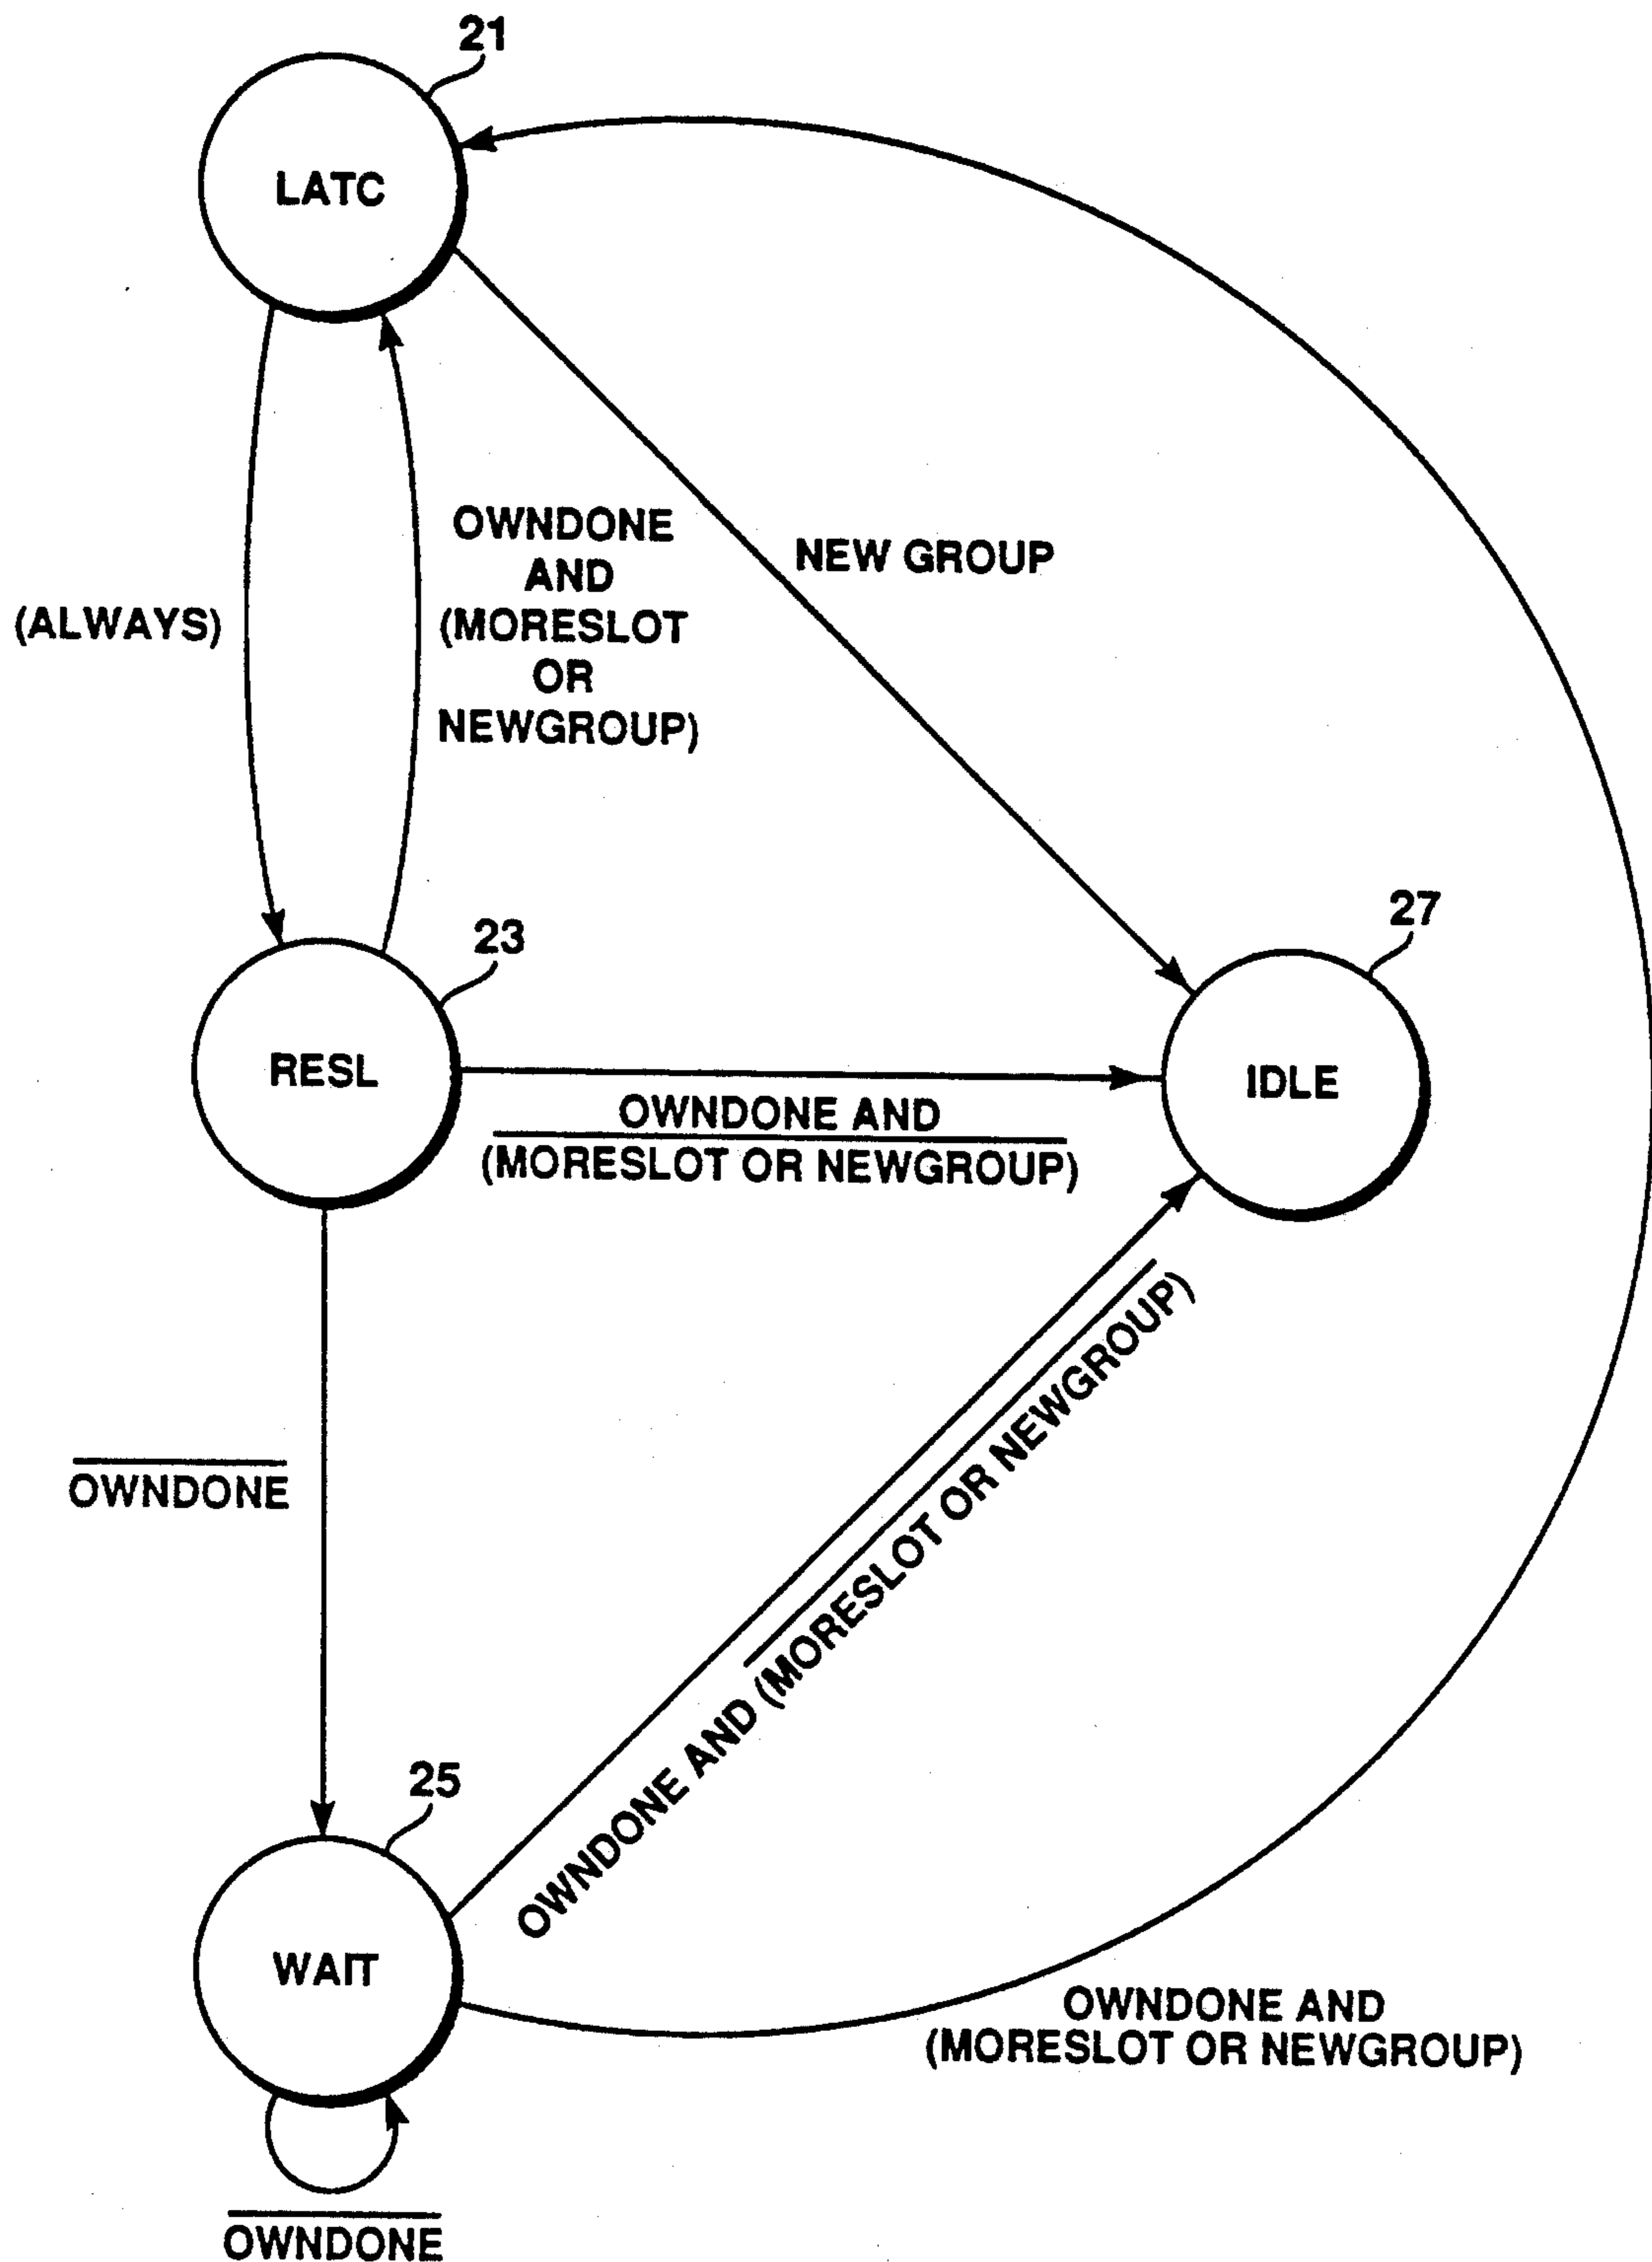 21
LATC
OWNDONE
AND
(MORESLOT
OR
NEWGROUP)
NEW GROUP
(ALWAYS)
23
27
RESL
IDLE
OWNDONE AND
(MORESLOT OR NEWGROUP)
OWNDONE
OWNDONE AND (MORESLOT OR NEWGROUP)
25
WAIT
OWNDONE AND
(MORESLOT OR NEWGROUP)
OWNDONE